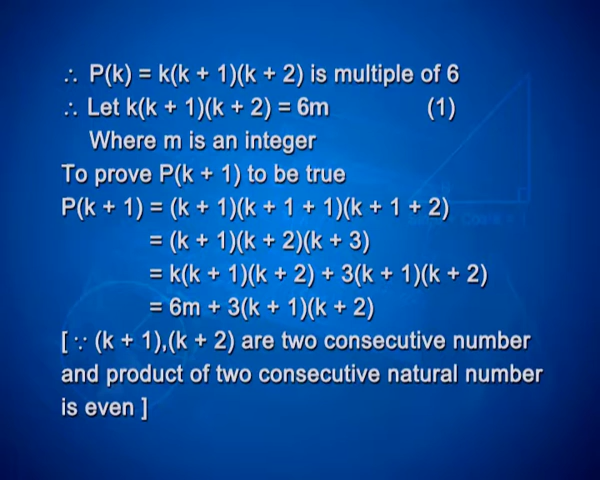 ∴ P(k) = k(k + 1)(k + 2) is multiple of 6
∴ Let k(k + 1)(k + 2) = 6m (1)
Where m is an integer
To prove P(k + 1) to be true
P(k + 1) = (k + 1)(k + 1 + 1)(k + 1 + 2)
= (k + 1)(k + 2)(k + 3)
= k(k + 1)(k + 2) + 3(k + 1)(k + 2)
= 6m + 3(k + 1)(k + 2)
[ ∵ (k + 1),(k + 2) are two consecutive number
and product of two consecutive natural number
is even ]